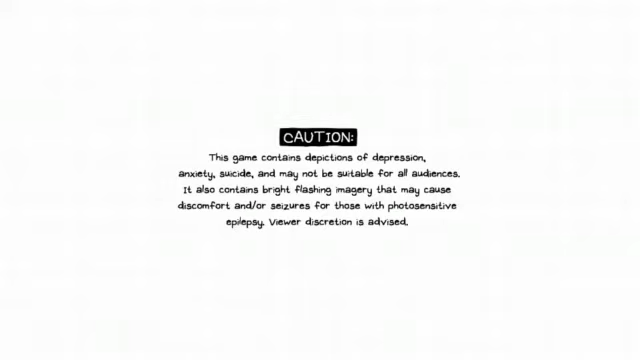 CAUTION:
This game contains depictions of depression,
anxiety, suicide, and may not be suitable for all audiences.
It also contains bright flashing imagery that may cause
discomfort and/or seizures for those with photosensitive
epilepsy. Viewer discretion is advised.